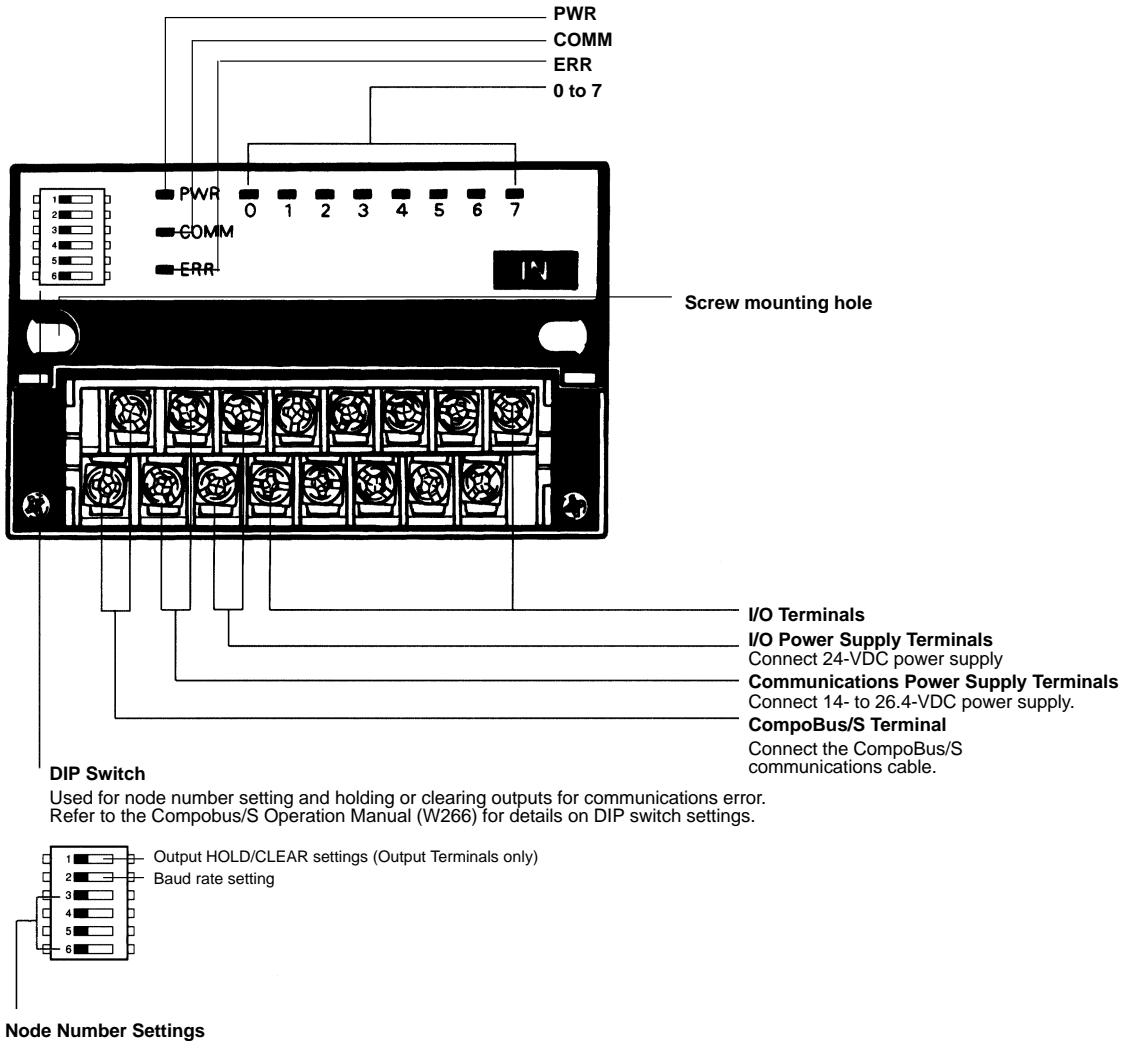 PWR
COMM
ERR
0 to 7
1
2
3
4
5
6
PWR
COMM
ERR
0 1 2 3 4 5 6 7
IN
Screw mounting hole
I/O Terminals
I/O Power Supply Terminals
Connect 24-VDC power supply
Communications Power Supply Terminals
Connect 14- to 26.4-VDC power supply.
CompoBus/S Terminal
Connect the CompoBus/S
communications cable.
DIP Switch
Used for node number setting and holding or clearing outputs for communications error.
Refer to the Compobus/S Operation Manual (W266) for details on DIP switch settings.
1 Output HOLD/CLEAR settings (Output Terminals only)
2 Baud rate setting
3
4
5
6
Node Number Settings